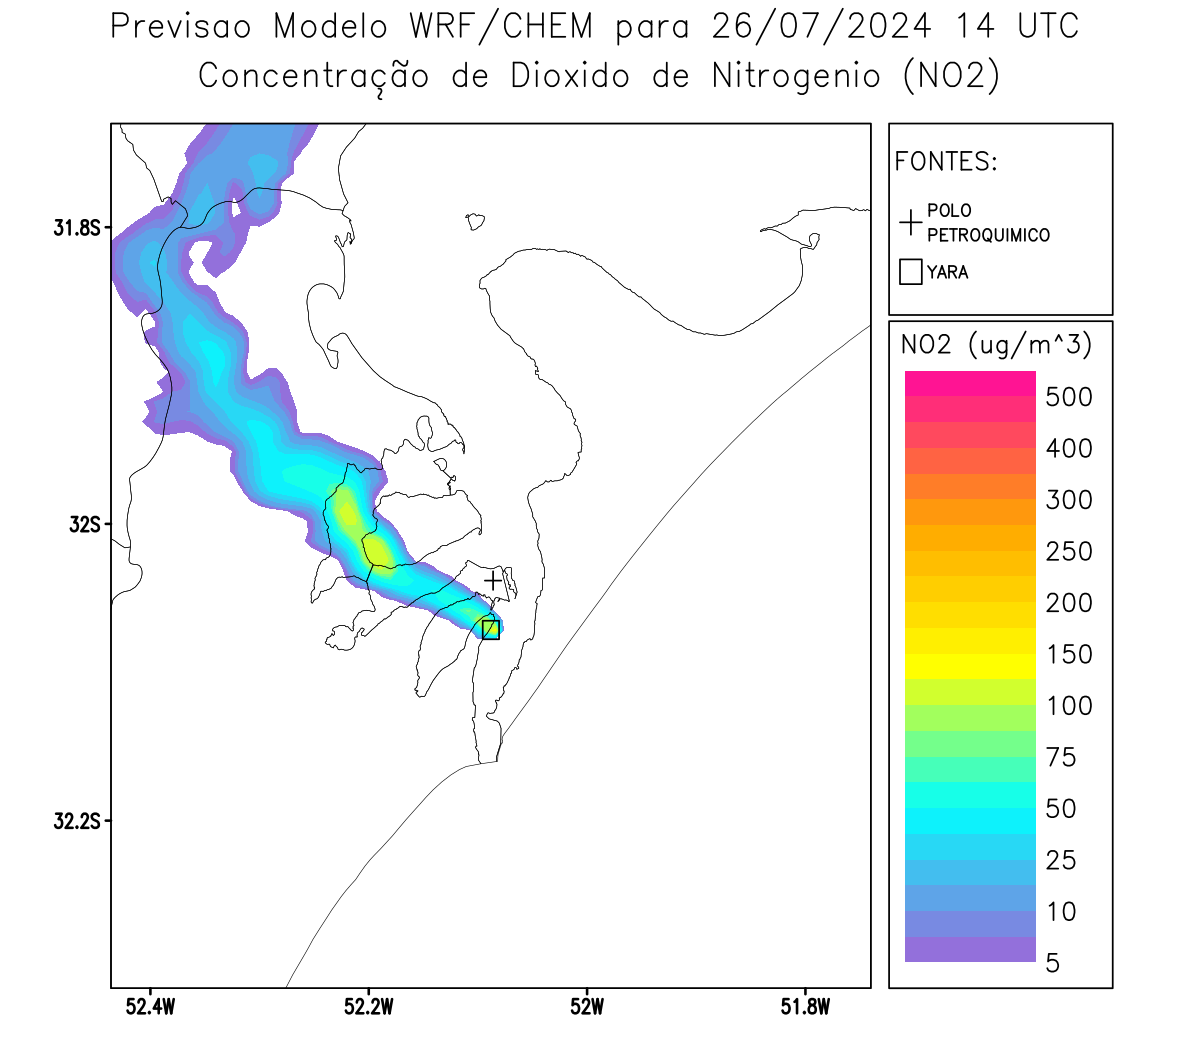 Previsao Modelo WRF/CHEM para 26/07/2024 14 UTC
Concentração de Dioxido de Nitrogenio (NO2)
FONTES:
POLO
PETROQUIMICO
YARA
31.8S
32S
32.2S
52.4W
52.2W
52W
51.8W
NO2 (ug/m^3)
500
400
300
250
200
150
100
75
50
25
10
5